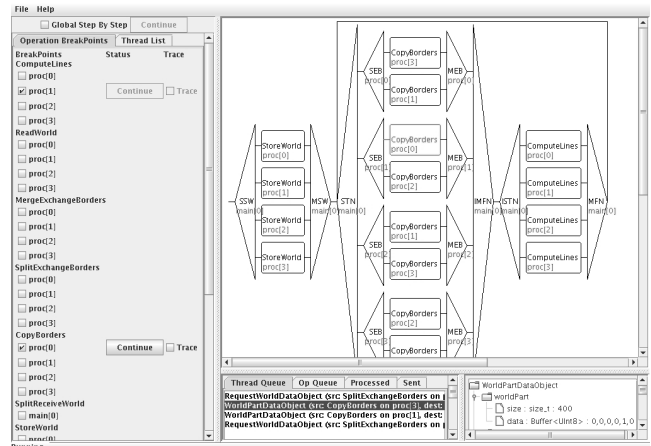 File Help
Global Step By Step Continue
Operation BreakPoints Thread List
BreakPoints Status Trace
ComputeLines
proc[0]
proc[1] Continue Trace
proc[2]
proc[3]
ReadWorld
proc[0]
proc[1]
proc[2]
proc[3]
MergeExchangeBorders
proc[0]
proc[1]
proc[2]
proc[3]
SplitExchangeBorders
proc[0]
proc[1]
proc[2]
proc[3]
CopyBorders
proc[0] Continue Trace
proc[1]
proc[2]
proc[3]
SplitReceiveWorld
main[0]
StoreWorld
proc[0]
Running
SSW
main[0]
StoreWorld
proc[0]
StoreWorld
proc[1]
StoreWorld
proc[2]
StoreWorld
proc[3]
MSW
main[0]
STN
main[0]
SEB
proc[0]
CopyBorders
proc[3]
CopyBorders
proc[1]
MEB
proc[0]
SEB
proc[1]
CopyBorders
proc[0]
CopyBorders
proc[2]
MEB
proc[1]
SEB
proc[2]
CopyBorders
proc[1]
CopyBorders
proc[3]
MEB
proc[2]
SEB
proc[3]
CopyBorders
proc[2]
CopyBorders
MEB
proc[3]
IMFN
main[0]
ISTN
main[0]
ComputeLines
proc[0]
ComputeLines
proc[1]
ComputeLines
proc[2]
ComputeLines
proc[3]
MFN
main[0]
Thread Queue Op Queue Processed Sent
RequestWorldDataObject (src SplitExchangeBorders on
WorldPartDataObject (src CopyBorders on proc[3], dest:
WorldPartDataObject (src CopyBorders on proc[1], dest:
RequestWorldDataObject (src SplitExchangeBorders on
WorldPartDataObject
worldPart
size : size_t : 400
data : Buffer<UInt8> : 0,0,0,0,1,0